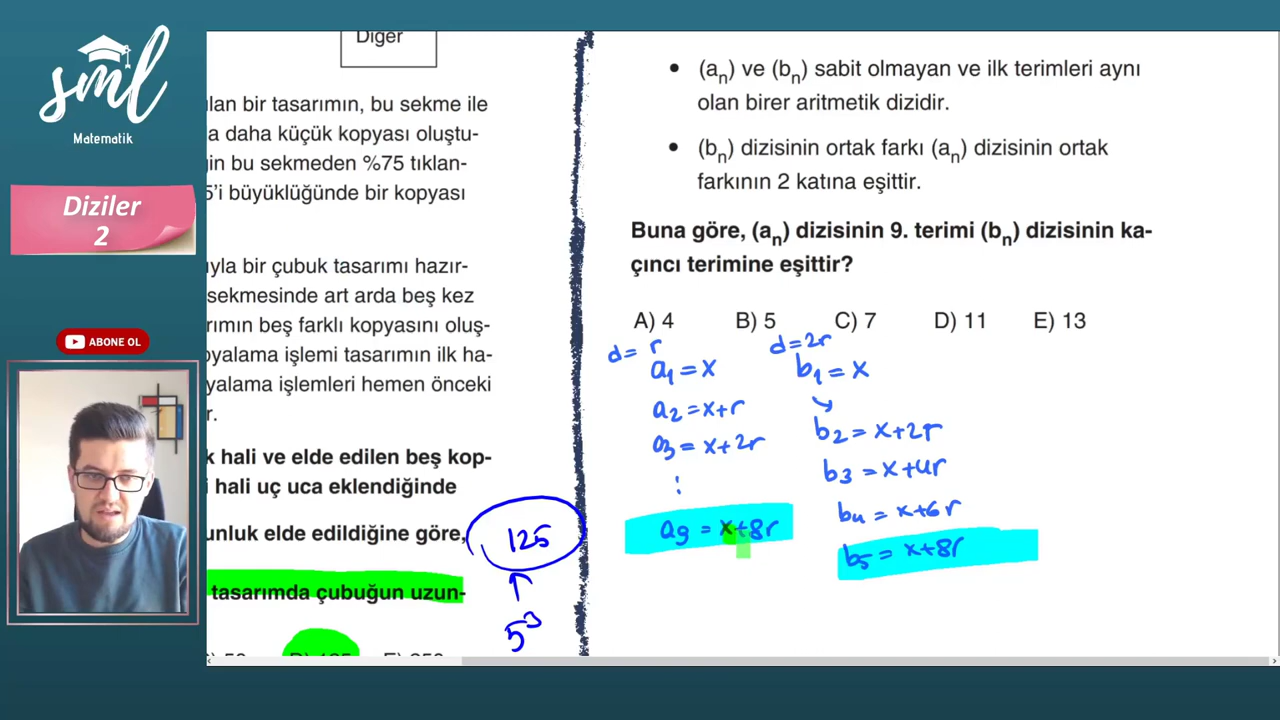 sml
Matematik
Diziler
2
ABONE OL
Diğer
ılan bir tasarımın, bu sekme ile
a daha küçük kopyası oluştu-
ğin bu sekmeden %75 tıklan-
5'i büyüklüğünde bir kopyası
ıyla bir çubuk tasarımı hazır-
sekmesinde art arda beş kez
rımın beş farklı kopyasını oluş-
oyalama işlemi tasarımın ilk ha-
yalama işlemleri hemen önceki
r.
k hali ve elde edilen beş kop-
i hali uç uca eklendiğinde
unluk elde edildiğine göre,
tasarımda çubuğun uzun-
125
5³
• (aₙ) ve (bₙ) sabit olmayan ve ilk terimleri aynı
olan birer aritmetik dizidir.
• (bₙ) dizisinin ortak farkı (aₙ) dizisinin ortak
farkının 2 katına eşittir.
Buna göre, (aₙ) dizisinin 9. terimi (bₙ) dizisinin ka-
çıncı terimine eşittir?
A) 4 B) 5 C) 7 D) 11 E) 13
d = r
a₁ = x
a₂ = x+r
a₃ = x+2r
⋮
a₉ = x+8r
d = 2r
b₁ = x
b₂ = x+2r
b₃ = x+4r
b₄ = x+6r
b₅ = x+8r